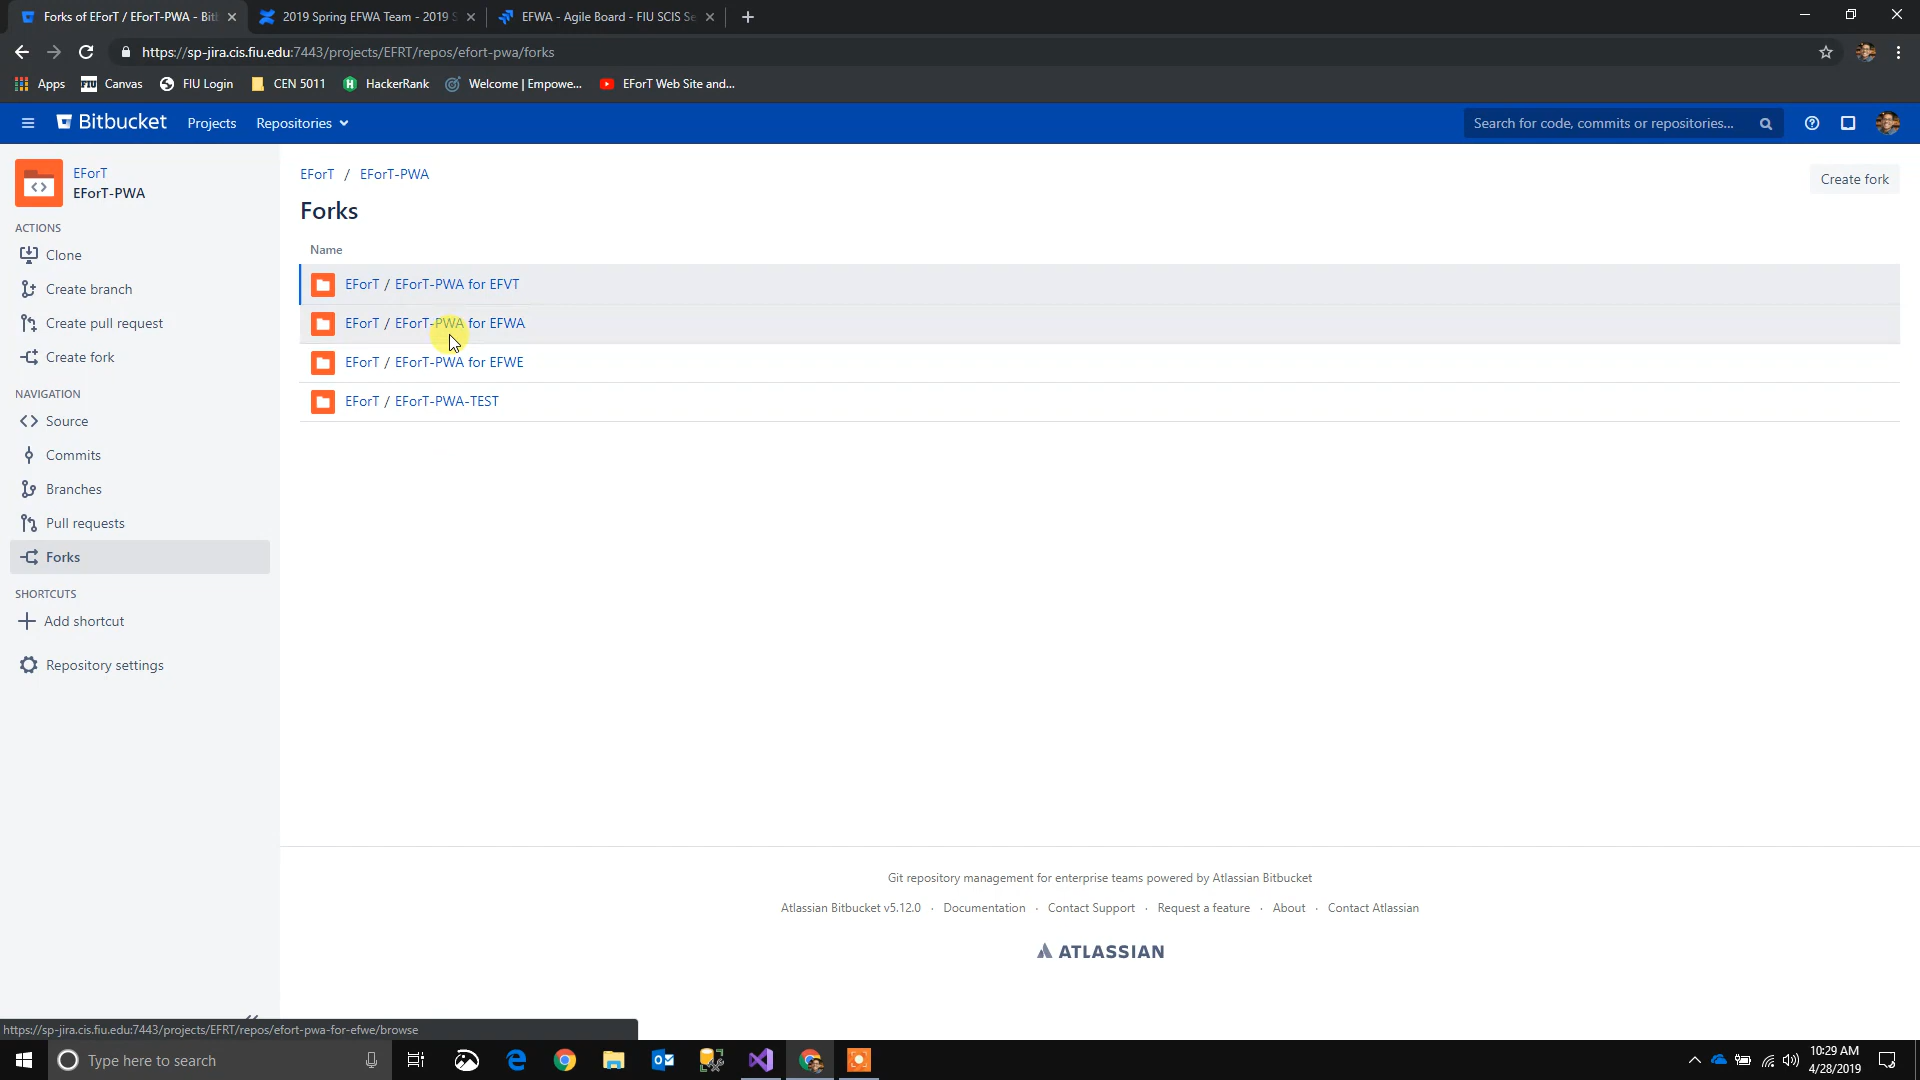 Forks of EForT / EForT-PWA - Bit
2019 Spring EFWA Team - 2019 S
EFWA - Agile Board - FIU SCIS Se
https://sp-jira.cis.fiu.edu:7443/projects/EFRT/repos/efort-pwa/forks
Apps
FIU
Canvas
FIU Login
CEN 5011
HackerRank
Welcome | Empowe...
EForT Web Site and...
Bitbucket
Projects
Repositories
Search for code, commits or repositories...
EForT
EForT-PWA
ACTIONS
Clone
Create branch
Create pull request
Create fork
NAVIGATION
Source
Commits
Branches
Pull requests
Forks
SHORTCUTS
Add shortcut
Repository settings
EForT / EForT-PWA
Create fork
Forks
Name
EForT / EForT-PWA for EFVT
EForT / EForT-PWA for EFWA
EForT / EForT-PWA for EFWE
EForT / EForT-PWA-TEST
Git repository management for enterprise teams powered by Atlassian Bitbucket
Atlassian Bitbucket v5.12.0 · Documentation · Contact Support · Request a feature · About · Contact Atlassian
ATLASSIAN
https://sp-jira.cis.fiu.edu:7443/projects/EFRT/repos/efort-pwa-for-efwe/browse
Type here to search
10:29 AM
4/28/2019